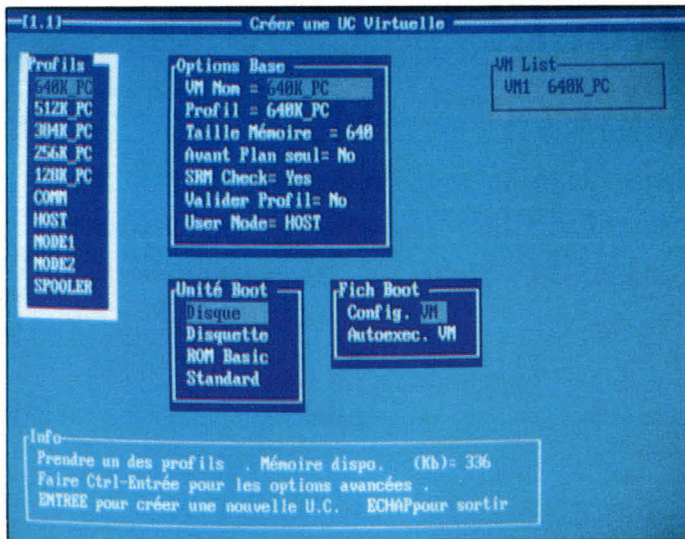 [1.1]
Créer une UC Virtuelle
Profils
640K_PC
512K_PC
384K_PC
256K_PC
128K_PC
COMM
HOST
NODE1
NODE2
SPOOLER
Options Base
VM Nom = 640K_PC
Profil = 640K_PC
Taille Mémoire = 640
Avant Plan seul= No
SRM Check= Yes
Valider Profil= No
User Node= HOST
VM List
VM1 640K_PC
Unité Boot
Disque
Disquette
ROM Basic
Standard
Fich Boot
Config. VM
Autoexec. VM
Info
Prendre un des profils . Mémoire dispo. (Kb)= 336
Faire Ctrl-Entrée pour les options avancées .
ENTREE pour créer une nouvelle U.C. ECHAPpour sortir